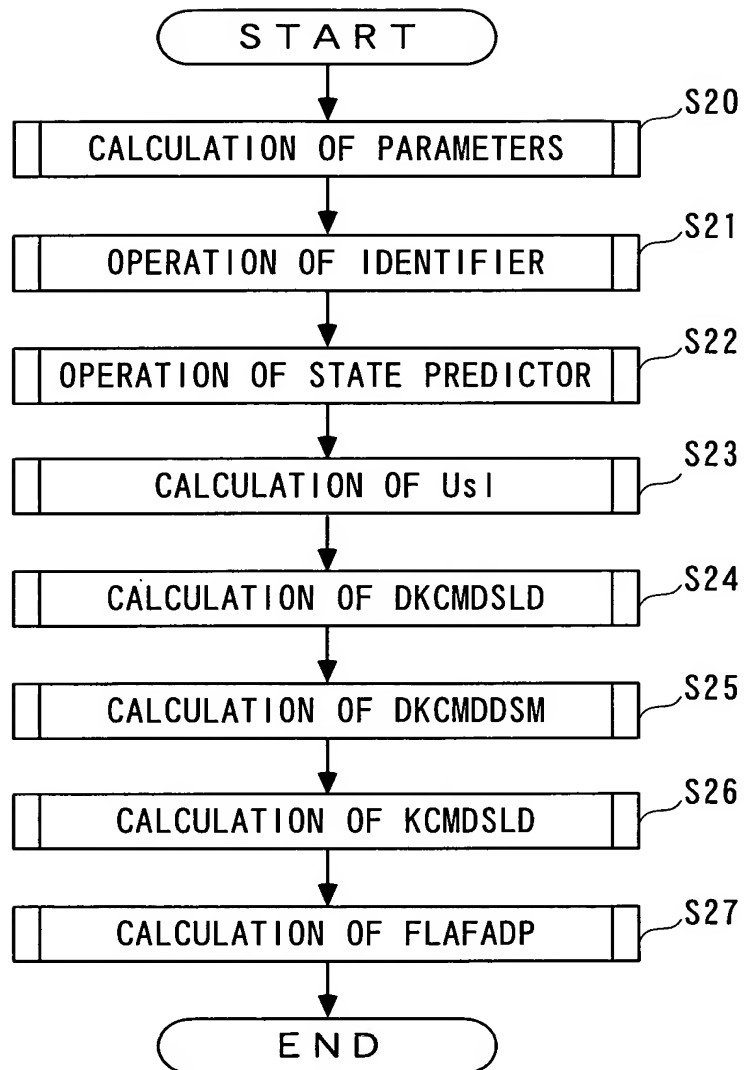 START
S20
CALCULATION OF PARAMETERS
S21
OPERATION OF IDENTIFIER
S22
OPERATION OF STATE PREDICTOR
S23
CALCULATION OF Usl
S24
CALCULATION OF DKCMDSLD
S25
CALCULATION OF DKCMDDSM
S26
CALCULATION OF KCMDSLD
S27
CALCULATION OF FLAFADP
END